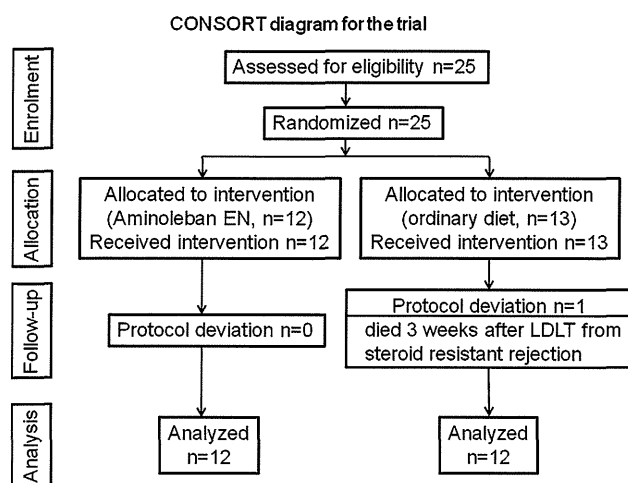 CONSORT diagram for the trial
Enrolment
Assessed for eligibility n=25
Randomized n=25
Allocation
Allocated to intervention
(Aminoleban EN, n=12)
Received intervention n=12
Allocated to intervention
(ordinary diet, n=13)
Received intervention n=13
Follow-up
Protocol deviation n=0
Protocol deviation n=1
died 3 weeks after LDLT from
steroid resistant rejection
Analysis
Analyzed
n=12
Analyzed
n=12